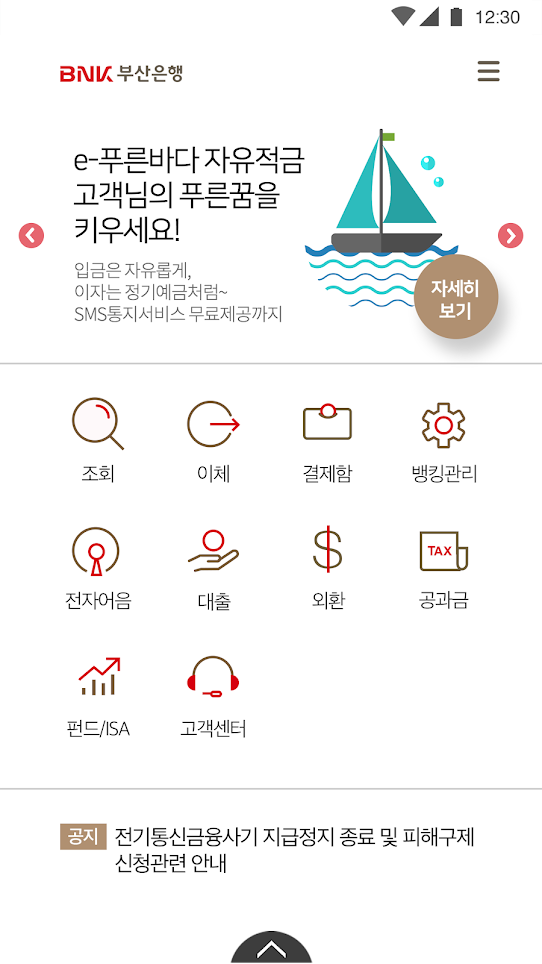 12:30
BNK 부산은행
e-푸른바다 자유적금
고객님의 푸른꿈을
키우세요!
입금은 자유롭게,
이자는 정기예금처럼~
SMS통지서비스 무료제공까지
자세히
보기
조회
이체
결제함
뱅킹관리
전자어음
대출
외환
TAX
공과금
펀드/ISA
고객센터
공지 전기통신금융사기 지급정지 종료 및 피해구제
신청관련 안내